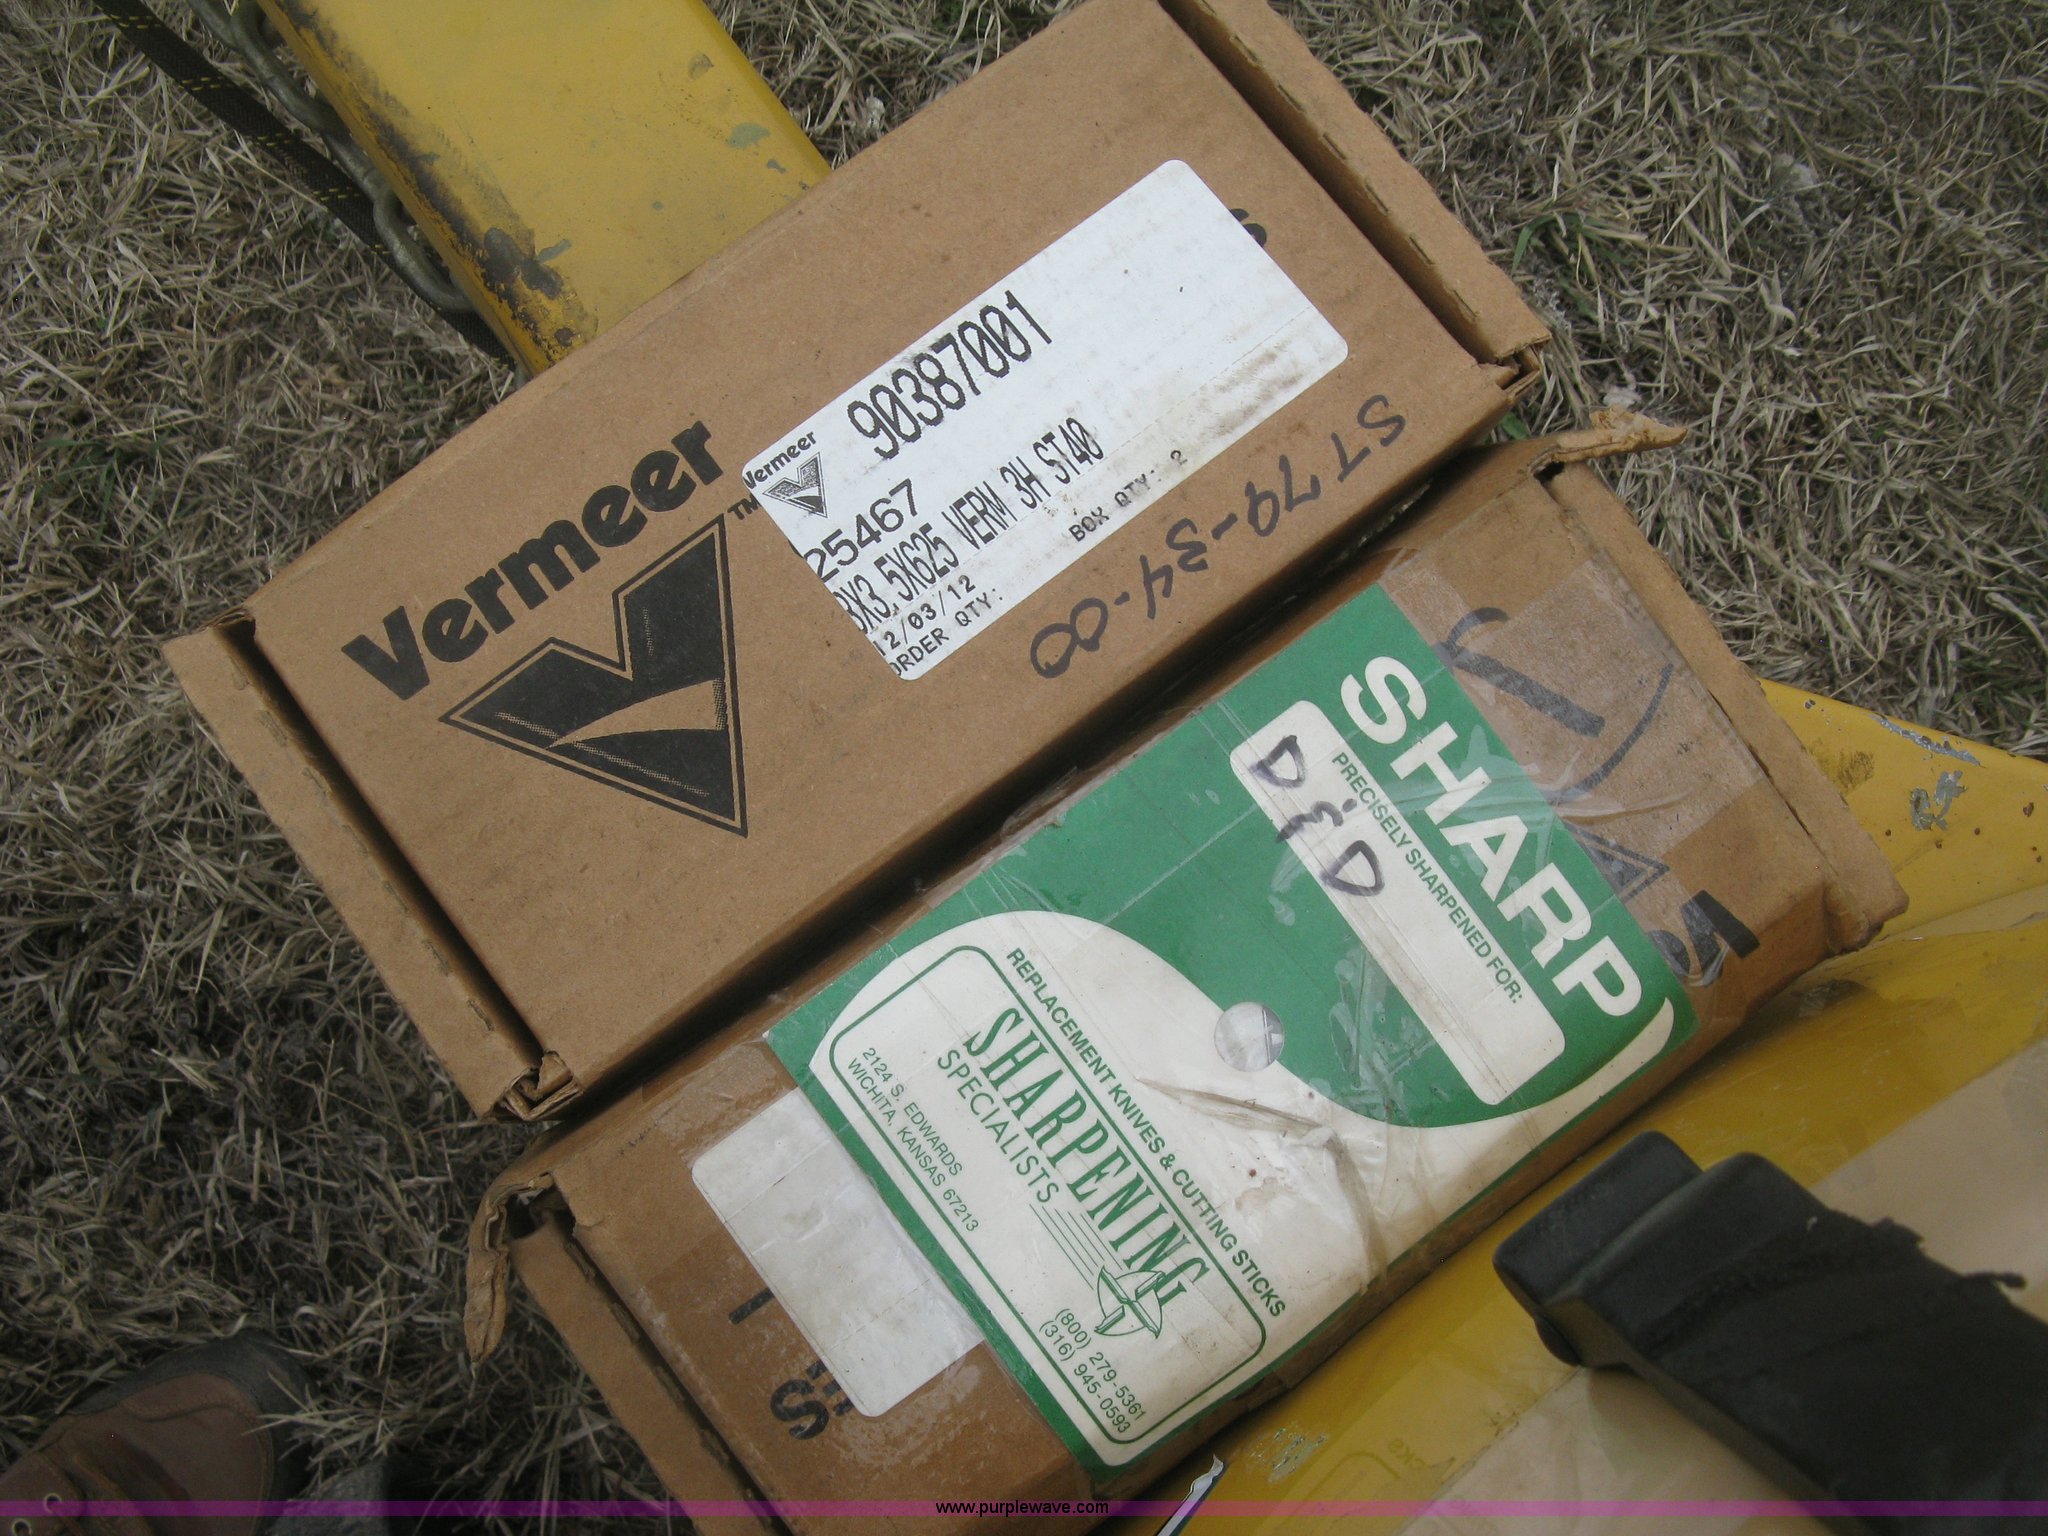 Vermeer
TM
Vermeer
90387001
25467
3X3.5X625 VERM 3H ST40
12/03/12
ORDER QTY:
BOX QTY: 2
ST79-34-00
SHARP
PRECISELY SHARPENED FOR:
D & D
REPLACEMENT KNIVES & CUTTING STICKS
SHARPENING
SPECIALISTS
2124 S. EDWARDS
WICHITA, KANSAS 67213
(800) 279-5361
(316) 945-0593
www.purplewave.com